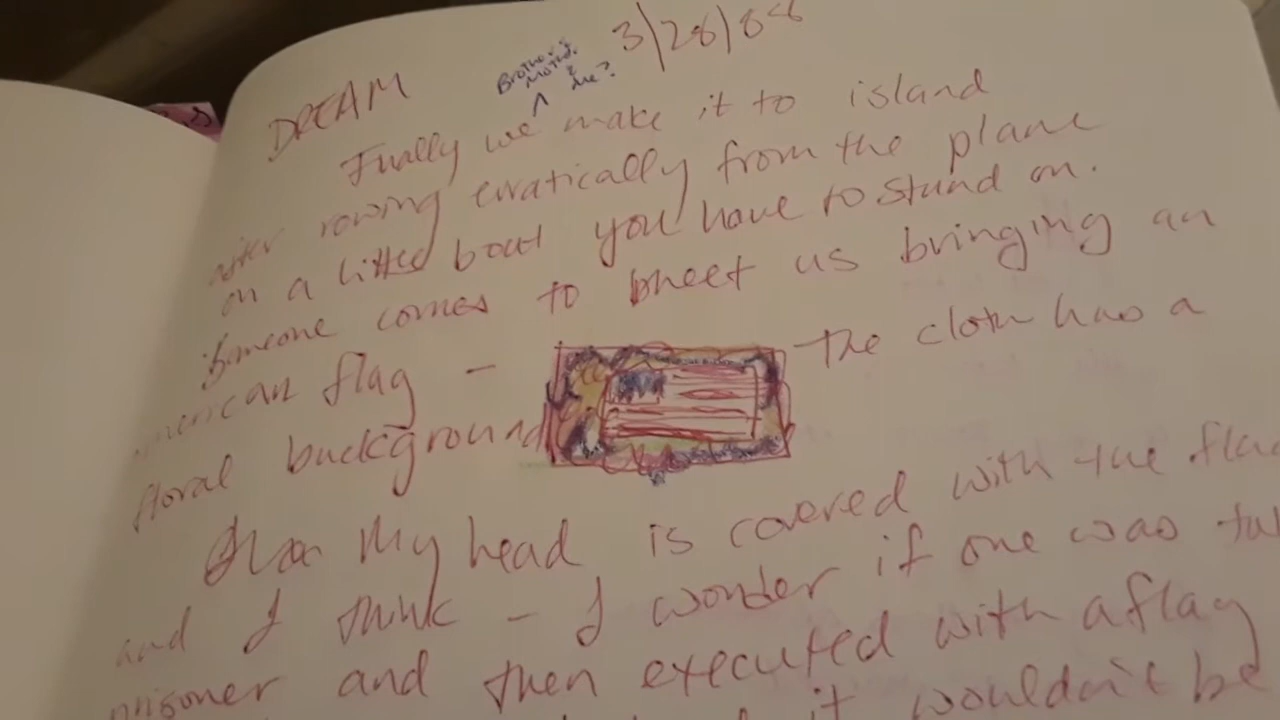 DREAM 3/28/88
Brother, Mother & me?
Finally we make it to island
after rowing erratically from the plane
on a little boat you have to stand on.
Someone comes to meet us bringing an
American flag - The cloth has a
floral background
My head is covered with the flag
and I think - I wonder if one was
prisoner and then executed with a flag
it wouldn't be